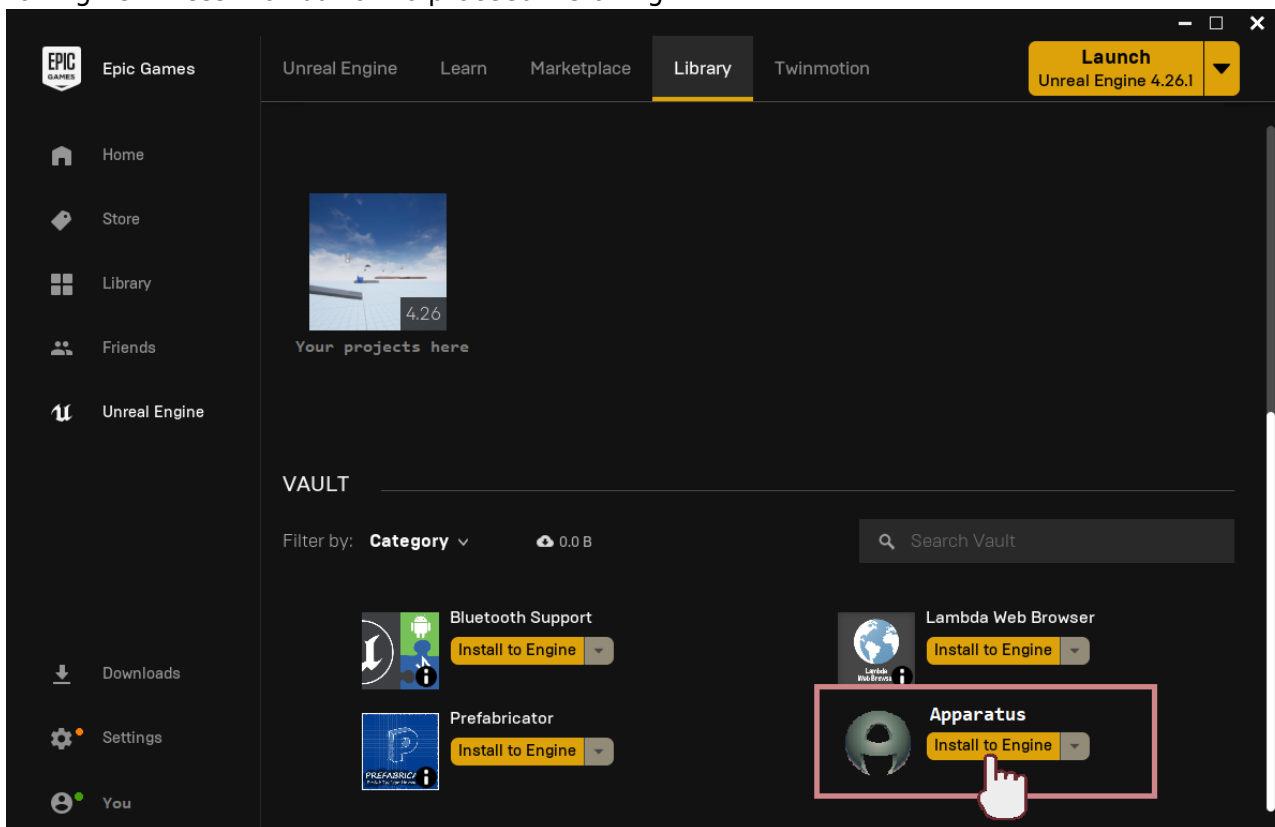 EPIC
GAMES
Epic Games
Unreal Engine
Learn
Marketplace
Library
Twinmotion
Launch
Unreal Engine 4.26.1
Home
Store
Library
Friends
Unreal Engine
4.26
Your projects here
VAULT
Filter by: Category
0.0 B
Search Vault
Bluetooth Support
Install to Engine
Lambda Web Browser
Install to Engine
Prefabricator
Install to Engine
Apparatus
Install to Engine
Downloads
Settings
You